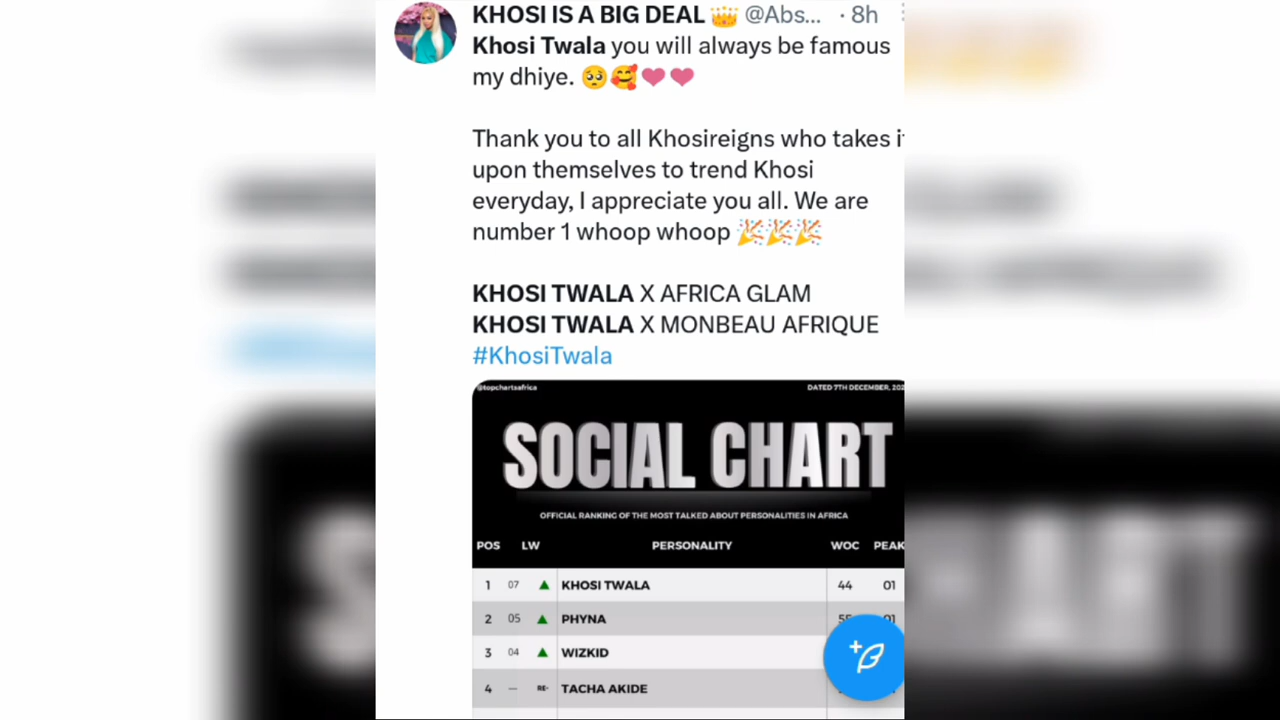 KHOSI IS A BIG DEAL 👑 @Abs... · 8h
Khosi Twala you will always be famous
my dhiye. 🥺🥰❤❤
Thank you to all Khosireigns who takes it
upon themselves to trend Khosi
everyday, I appreciate you all. We are
number 1 whoop whoop 🎉🎉🎉
KHOSI TWALA X AFRICA GLAM
KHOSI TWALA X MONBEAU AFRIQUE
#KhosiTwala
@topchartsafrica DATED 7TH DECEMBER, 202
SOCIAL CHART
OFFICIAL RANKING OF THE MOST TALKED ABOUT PERSONALITIES IN AFRICA
POS LW PERSONALITY WOC PEAK
1 07 ▲ KHOSI TWALA 44 01
2 05 ▲ PHYNA 01
3 04 ▲ WIZKID
4 — RE- TACHA AKIDE